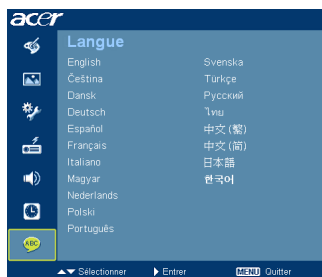 acer
Langue
English
Čeština
Dansk
Deutsch
Español
Français
Italiano
Magyar
Nederlands
Polski
Português
Svenska
Türkçe
Русский
ไทย
中文 (繁)
中文 (简)
日本語
한국어
ABC
Sélectionner Entrer MENU Quitter